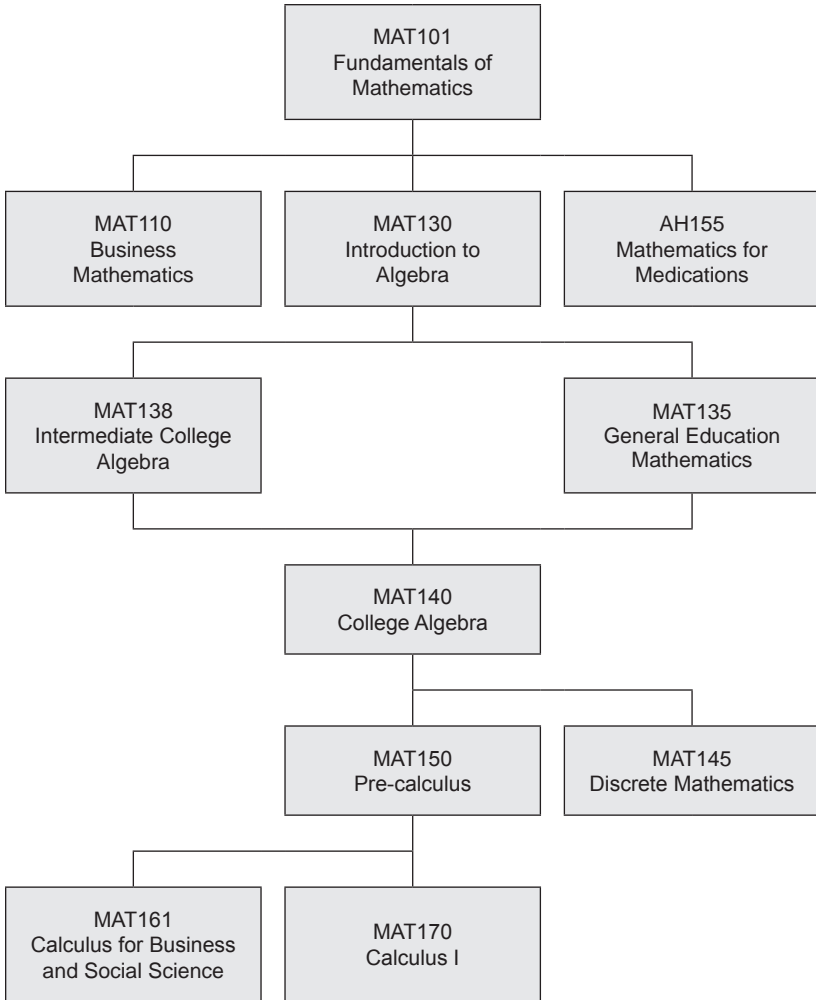 MAT101
Fundamentals of
Mathematics
MAT110
Business
Mathematics
MAT130
Introduction to
Algebra
AH155
Mathematics for
Medications
MAT138
Intermediate College
Algebra
MAT135
General Education
Mathematics
MAT140
College Algebra
MAT150
Pre-calculus
MAT145
Discrete Mathematics
MAT161
Calculus for Business
and Social Science
MAT170
Calculus I